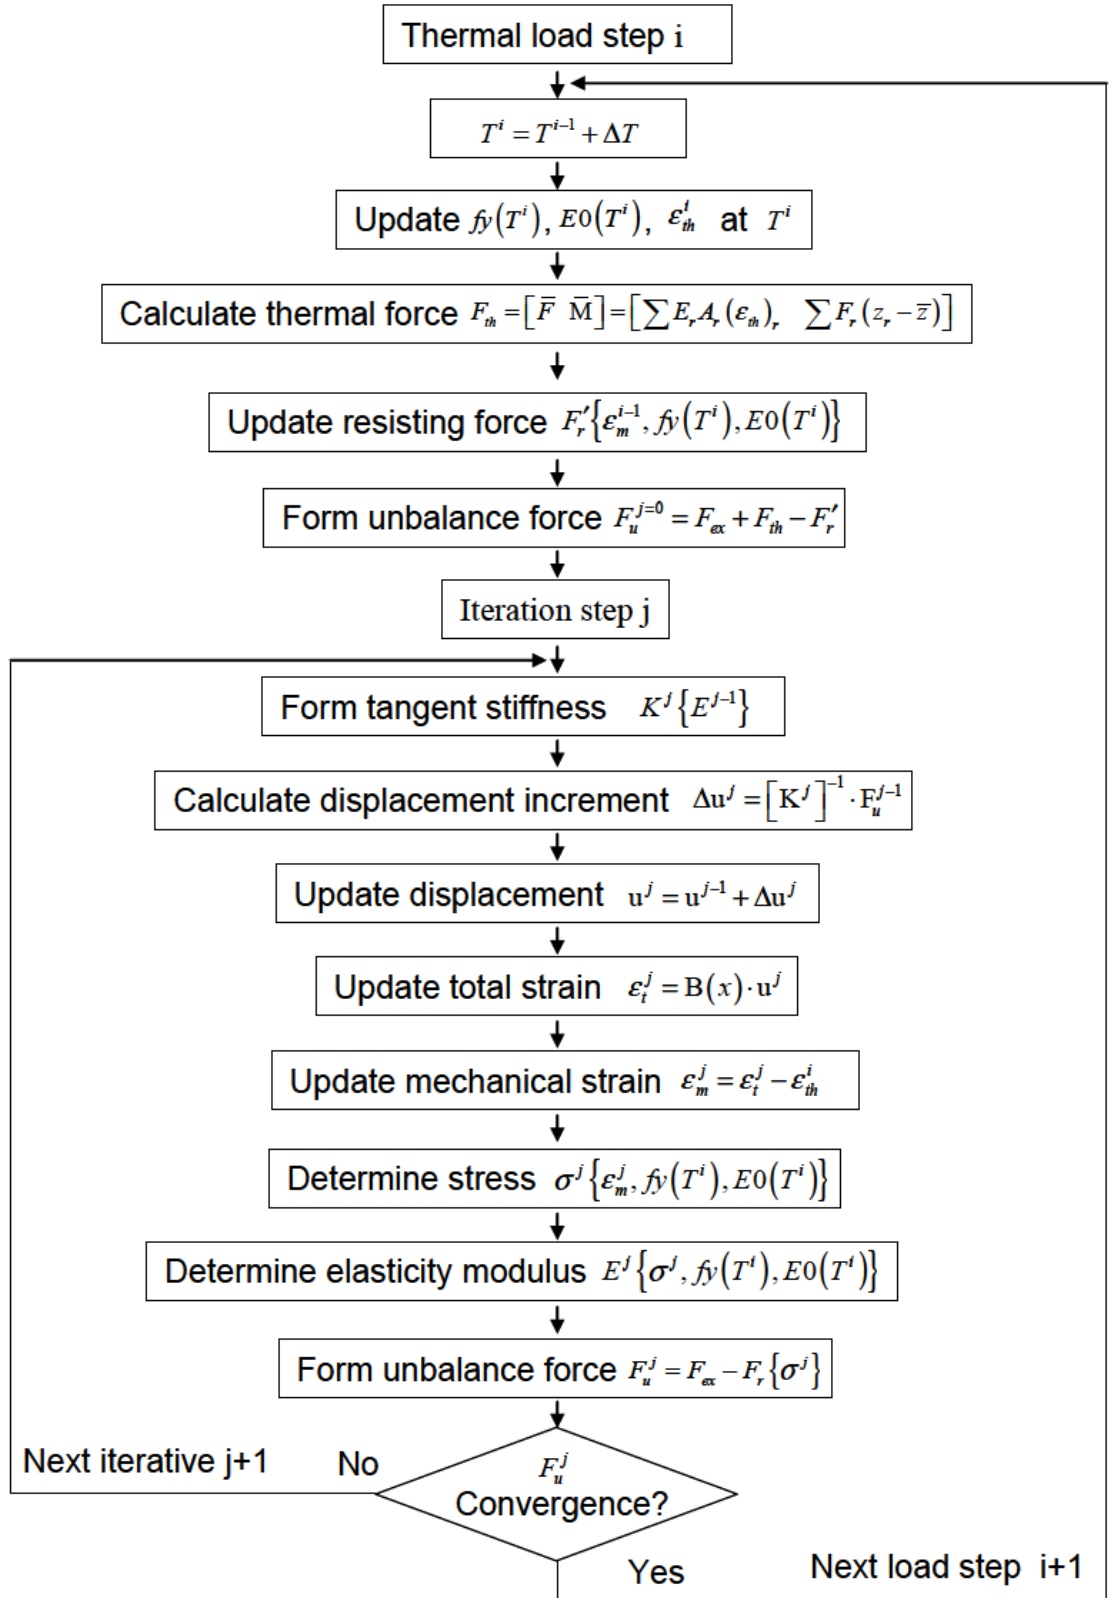 Thermal load step i
T^i = T^{i-1} + ΔT
Update fy(T^i), E0(T^i), ε_th^i at T^i
Calculate thermal force F_th = [F̄ M̄] = [∑E_r A_r (ε_th)_r ∑F_r (z_r − z̄)]
Update resisting force F_r′{ε_m^{i-1}, fy(T^i), E0(T^i)}
Form unbalance force F_u^{j=0} = F_ex + F_th − F_r′
Iteration step j
Form tangent stiffness K^j {E^{j-1}}
Calculate displacement increment Δu^j = [K^j]^{-1} · F_u^{j-1}
Update displacement u^j = u^{j-1} + Δu^j
Update total strain ε_t^j = B(x) · u^j
Update mechanical strain ε_m^j = ε_t^j − ε_th^i
Determine stress σ^j {ε_m^j, fy(T^i), E0(T^i)}
Determine elasticity modulus E^j {σ^j, fy(T^i), E0(T^i)}
Form unbalance force F_u^j = F_ex − F_r {σ^j}
Next iterative j+1
No
F_u^j
Convergence?
Yes
Next load step i+1